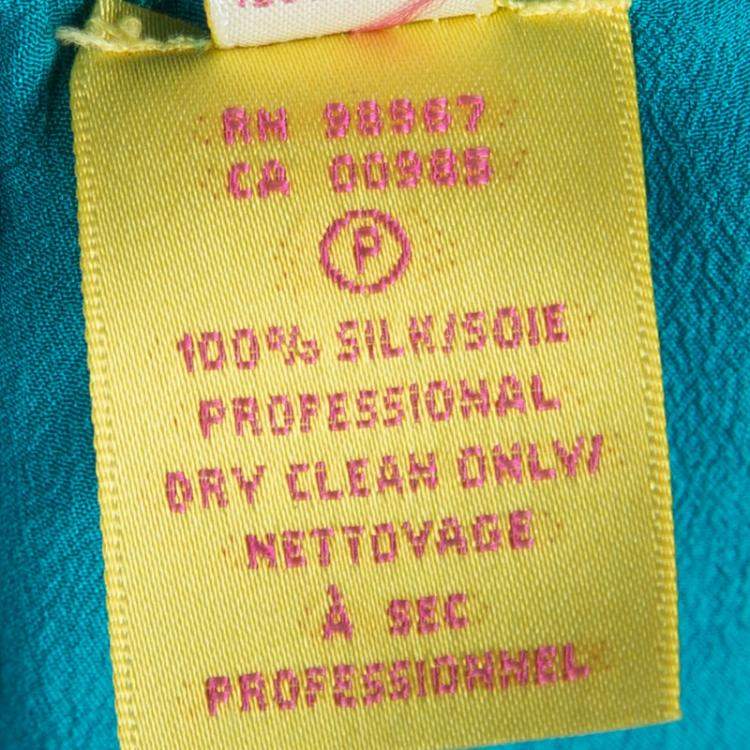 RN 98967
CA 00985
P
100% SILK/SOIE
PROFESSIONAL
DRY CLEAN ONLY/
NETTOYAGE
À SEC
PROFESSIONNEL